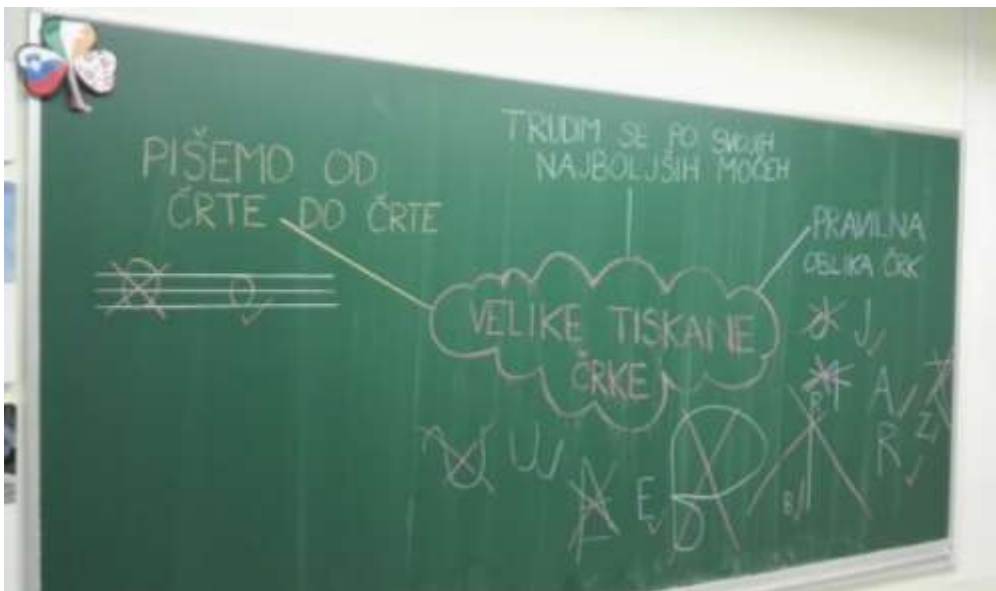 TRUDIM SE PO SVOJIH
NAJBOLJŠIH MOČEH
PIŠEMO OD
ČRTE DO ČRTE
PRAVILNA
OBLIKA ČRK
VELIKE TISKANE
ČRKE
J
A
R
Ž
U
E
B